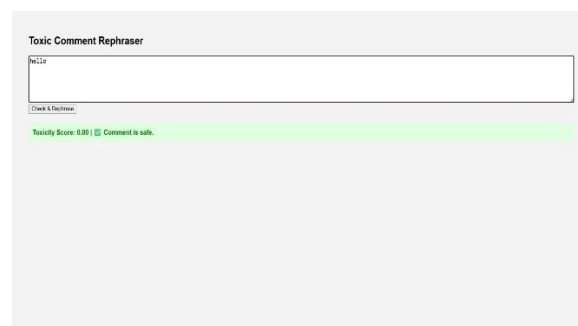 Toxic Comment Rephraser
hello
Check & Rephrase
Toxicity Score: 0.00 | ✅ Comment is safe.